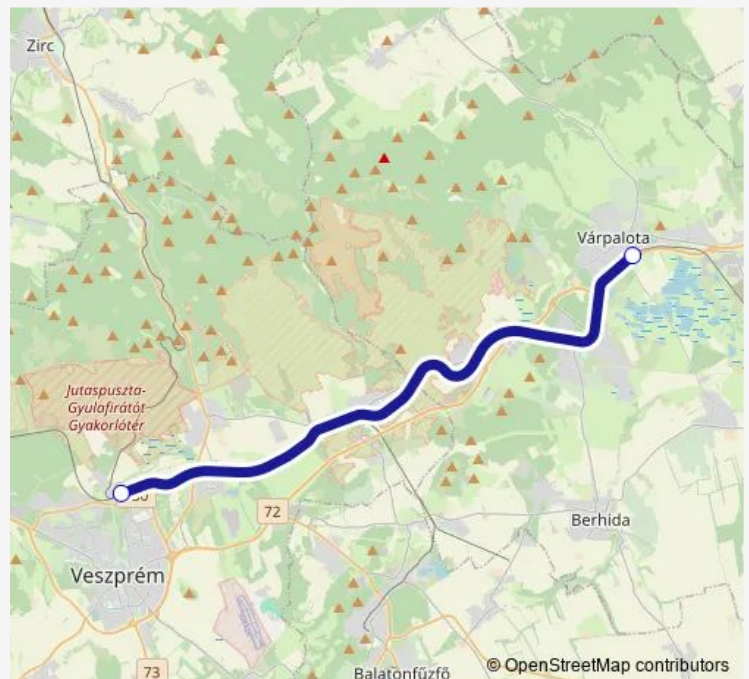 Zirc
Várpalota
Jutaspuszta-
Gyulafirátót-
Gyakorlótér
72
Berhida
Veszprém
73
Balatonfűzfő
© OpenStreetMap contributors